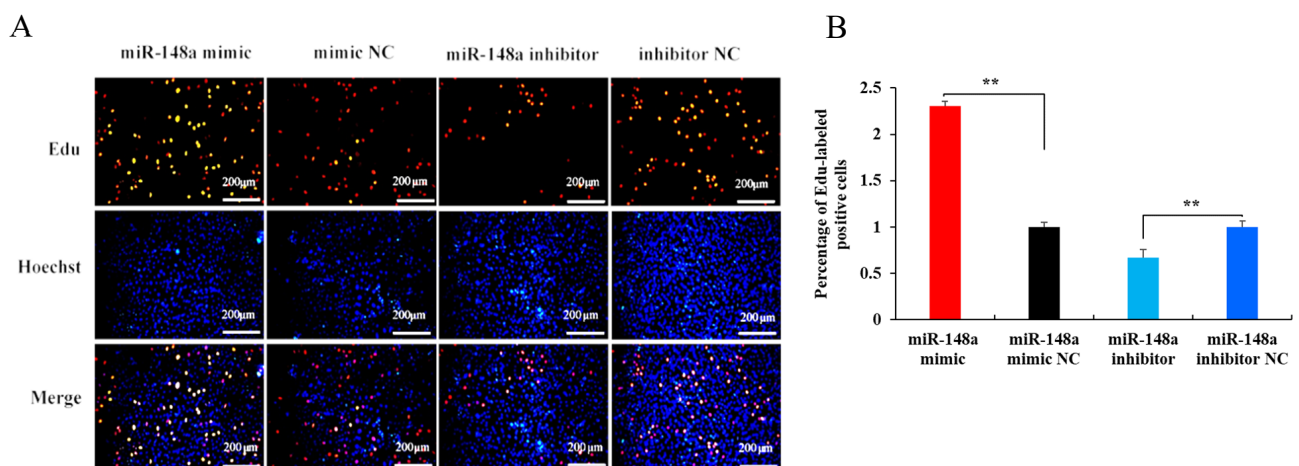 A
B
miR-148a mimic mimic NC miR-148a inhibitor inhibitor NC
Edu
200μm 200μm 200μm 200μm
Hoechst
200μm 200μm 200μm 200μm
Merge
200μm 200μm 200μm 200μm
Percentage of Edu-labeled
positive cells
2.5
2
1.5
1
0.5
0
**
**
miR-148a
mimic
miR-148a
mimic NC
miR-148a
inhibitor
miR-148a
inhibitor NC